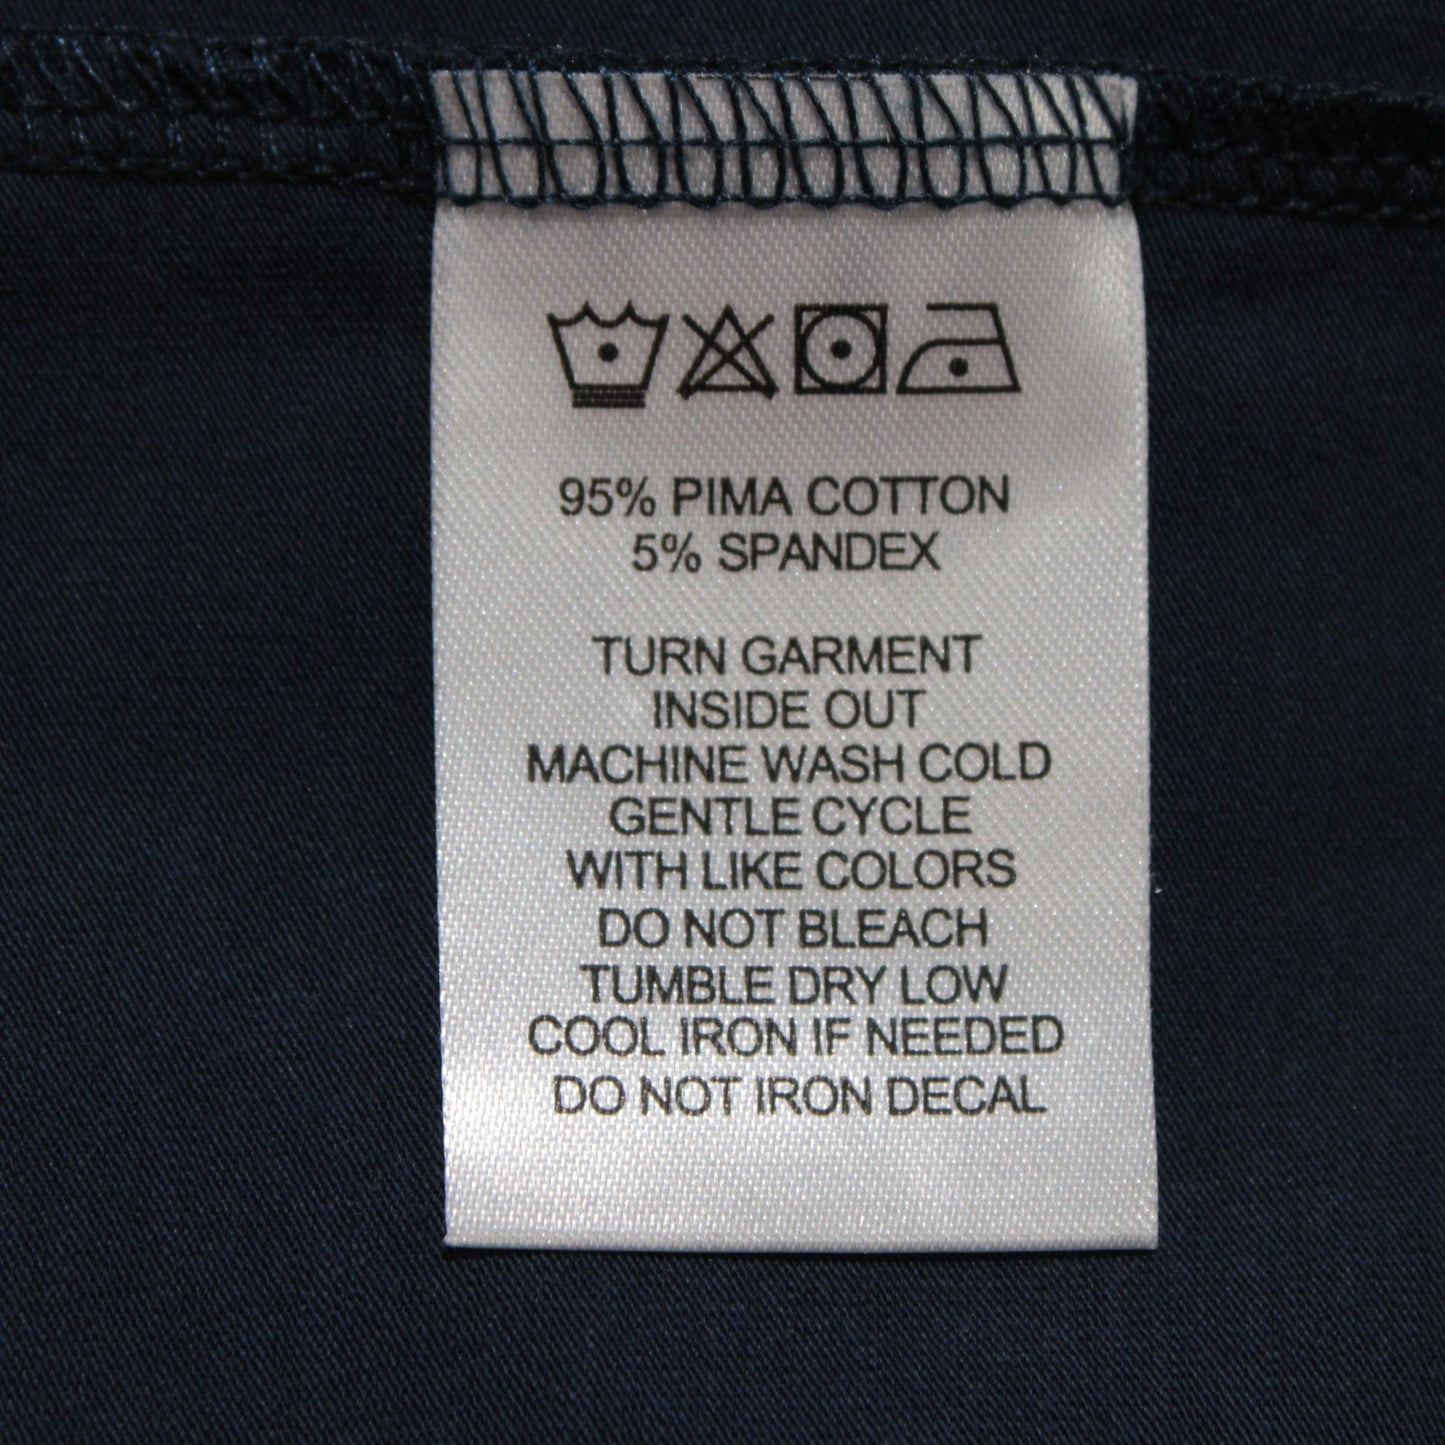 95% PIMA COTTON
5% SPANDEX
TURN GARMENT
INSIDE OUT
MACHINE WASH COLD
GENTLE CYCLE
WITH LIKE COLORS
DO NOT BLEACH
TUMBLE DRY LOW
COOL IRON IF NEEDED
DO NOT IRON DECAL